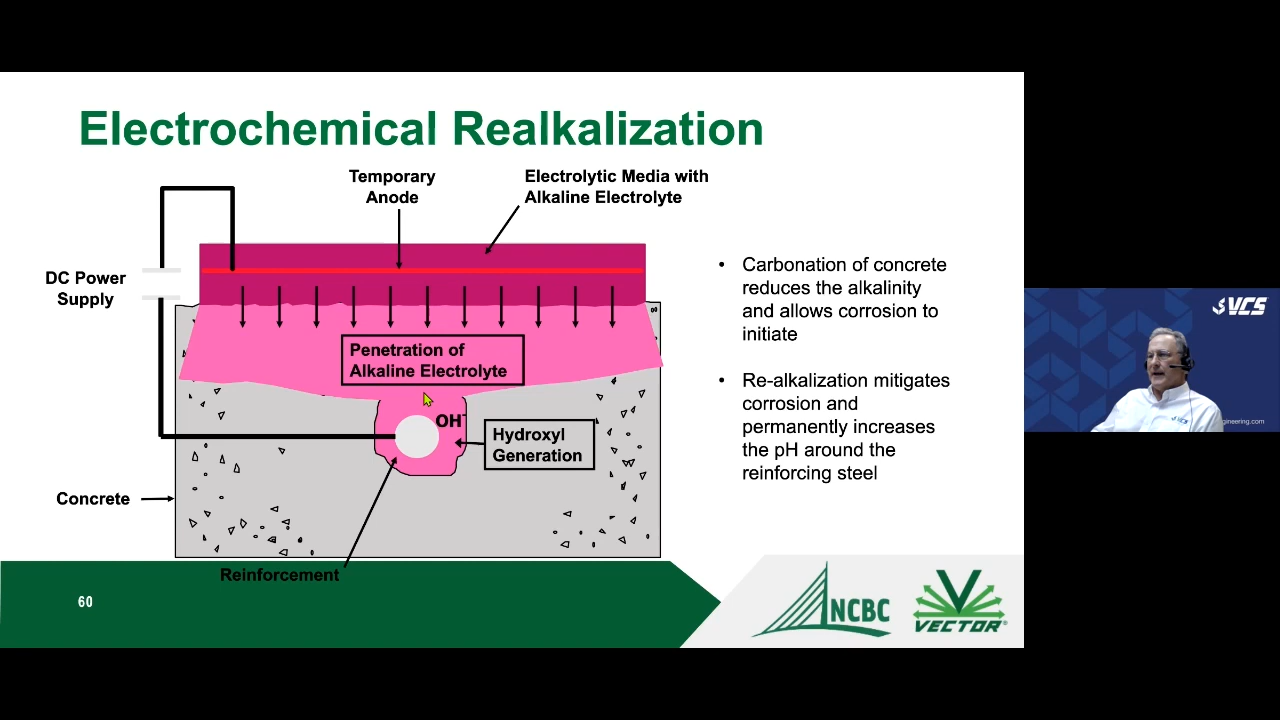 Electrochemical Realkalization
Temporary
Anode
Electrolytic Media with
Alkaline Electrolyte
DC Power
Supply
Penetration of
Alkaline Electrolyte
OH-
Hydroxyl
Generation
Concrete
Reinforcement
• Carbonation of concrete
reduces the alkalinity
and allows corrosion to
initiate
• Re-alkalization mitigates
corrosion and
permanently increases
the pH around the
reinforcing steel
60
NCBC
VECTOR
VCS
gineering.com